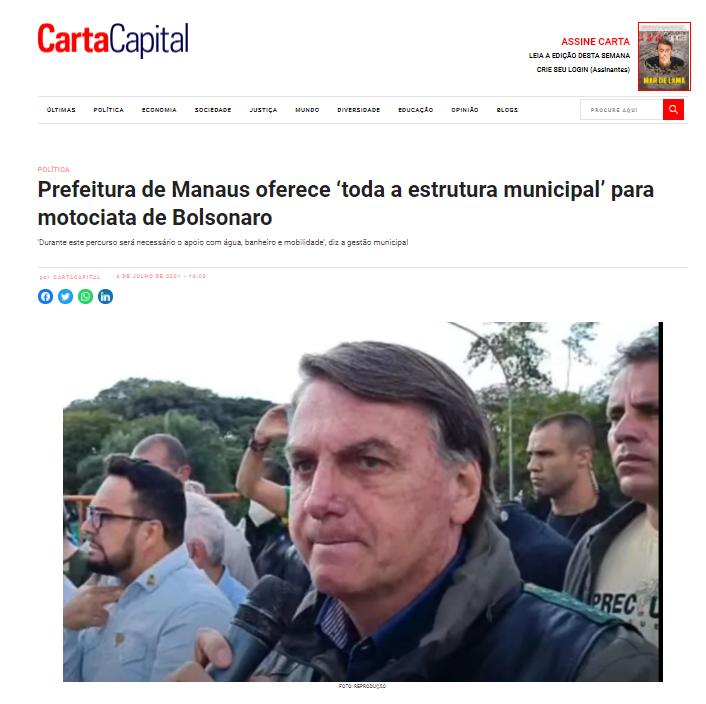 CartaCapital
ASSINE CARTA
LEIA A EDIÇÃO DESTA SEMANA
CRIE SEU LOGIN (Assinantes)
MAR DE LAMA
ÚLTIMAS POLÍTICA ECONOMIA SOCIEDADE JUSTIÇA MUNDO DIVERSIDADE EDUCAÇÃO OPINIÃO BLOGS
PROCURE AQUI
POLÍTICA
Prefeitura de Manaus oferece ‘toda a estrutura municipal’ para
motociata de Bolsonaro
'Durante este percurso será necessário o apoio com água, banheiro e mobilidade', diz a gestão municipal
por CARTACAPITAL
DE JULHO DE 2021
PREC
FOTO: REPRODUÇÃO